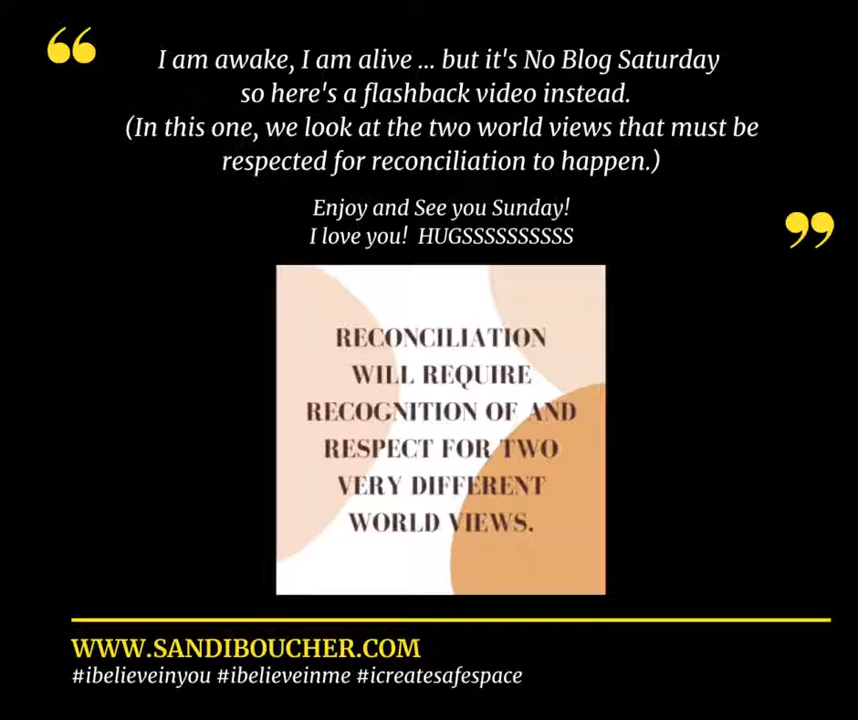 I am awake, I am alive ... but it's No Blog Saturday
so here's a flashback video instead.
(In this one, we look at the two world views that must be
respected for reconciliation to happen.)
Enjoy and See you Sunday!
I love you! HUGSSSSSSSSSS
RECONCILIATION
WILL REQUIRE
RECOGNITION OF AND
RESPECT FOR TWO
VERY DIFFERENT
WORLD VIEWS.
WWW.SANDIBOUCHER.COM
#ibelieveinyou #ibelieveinme #icreatesafespace